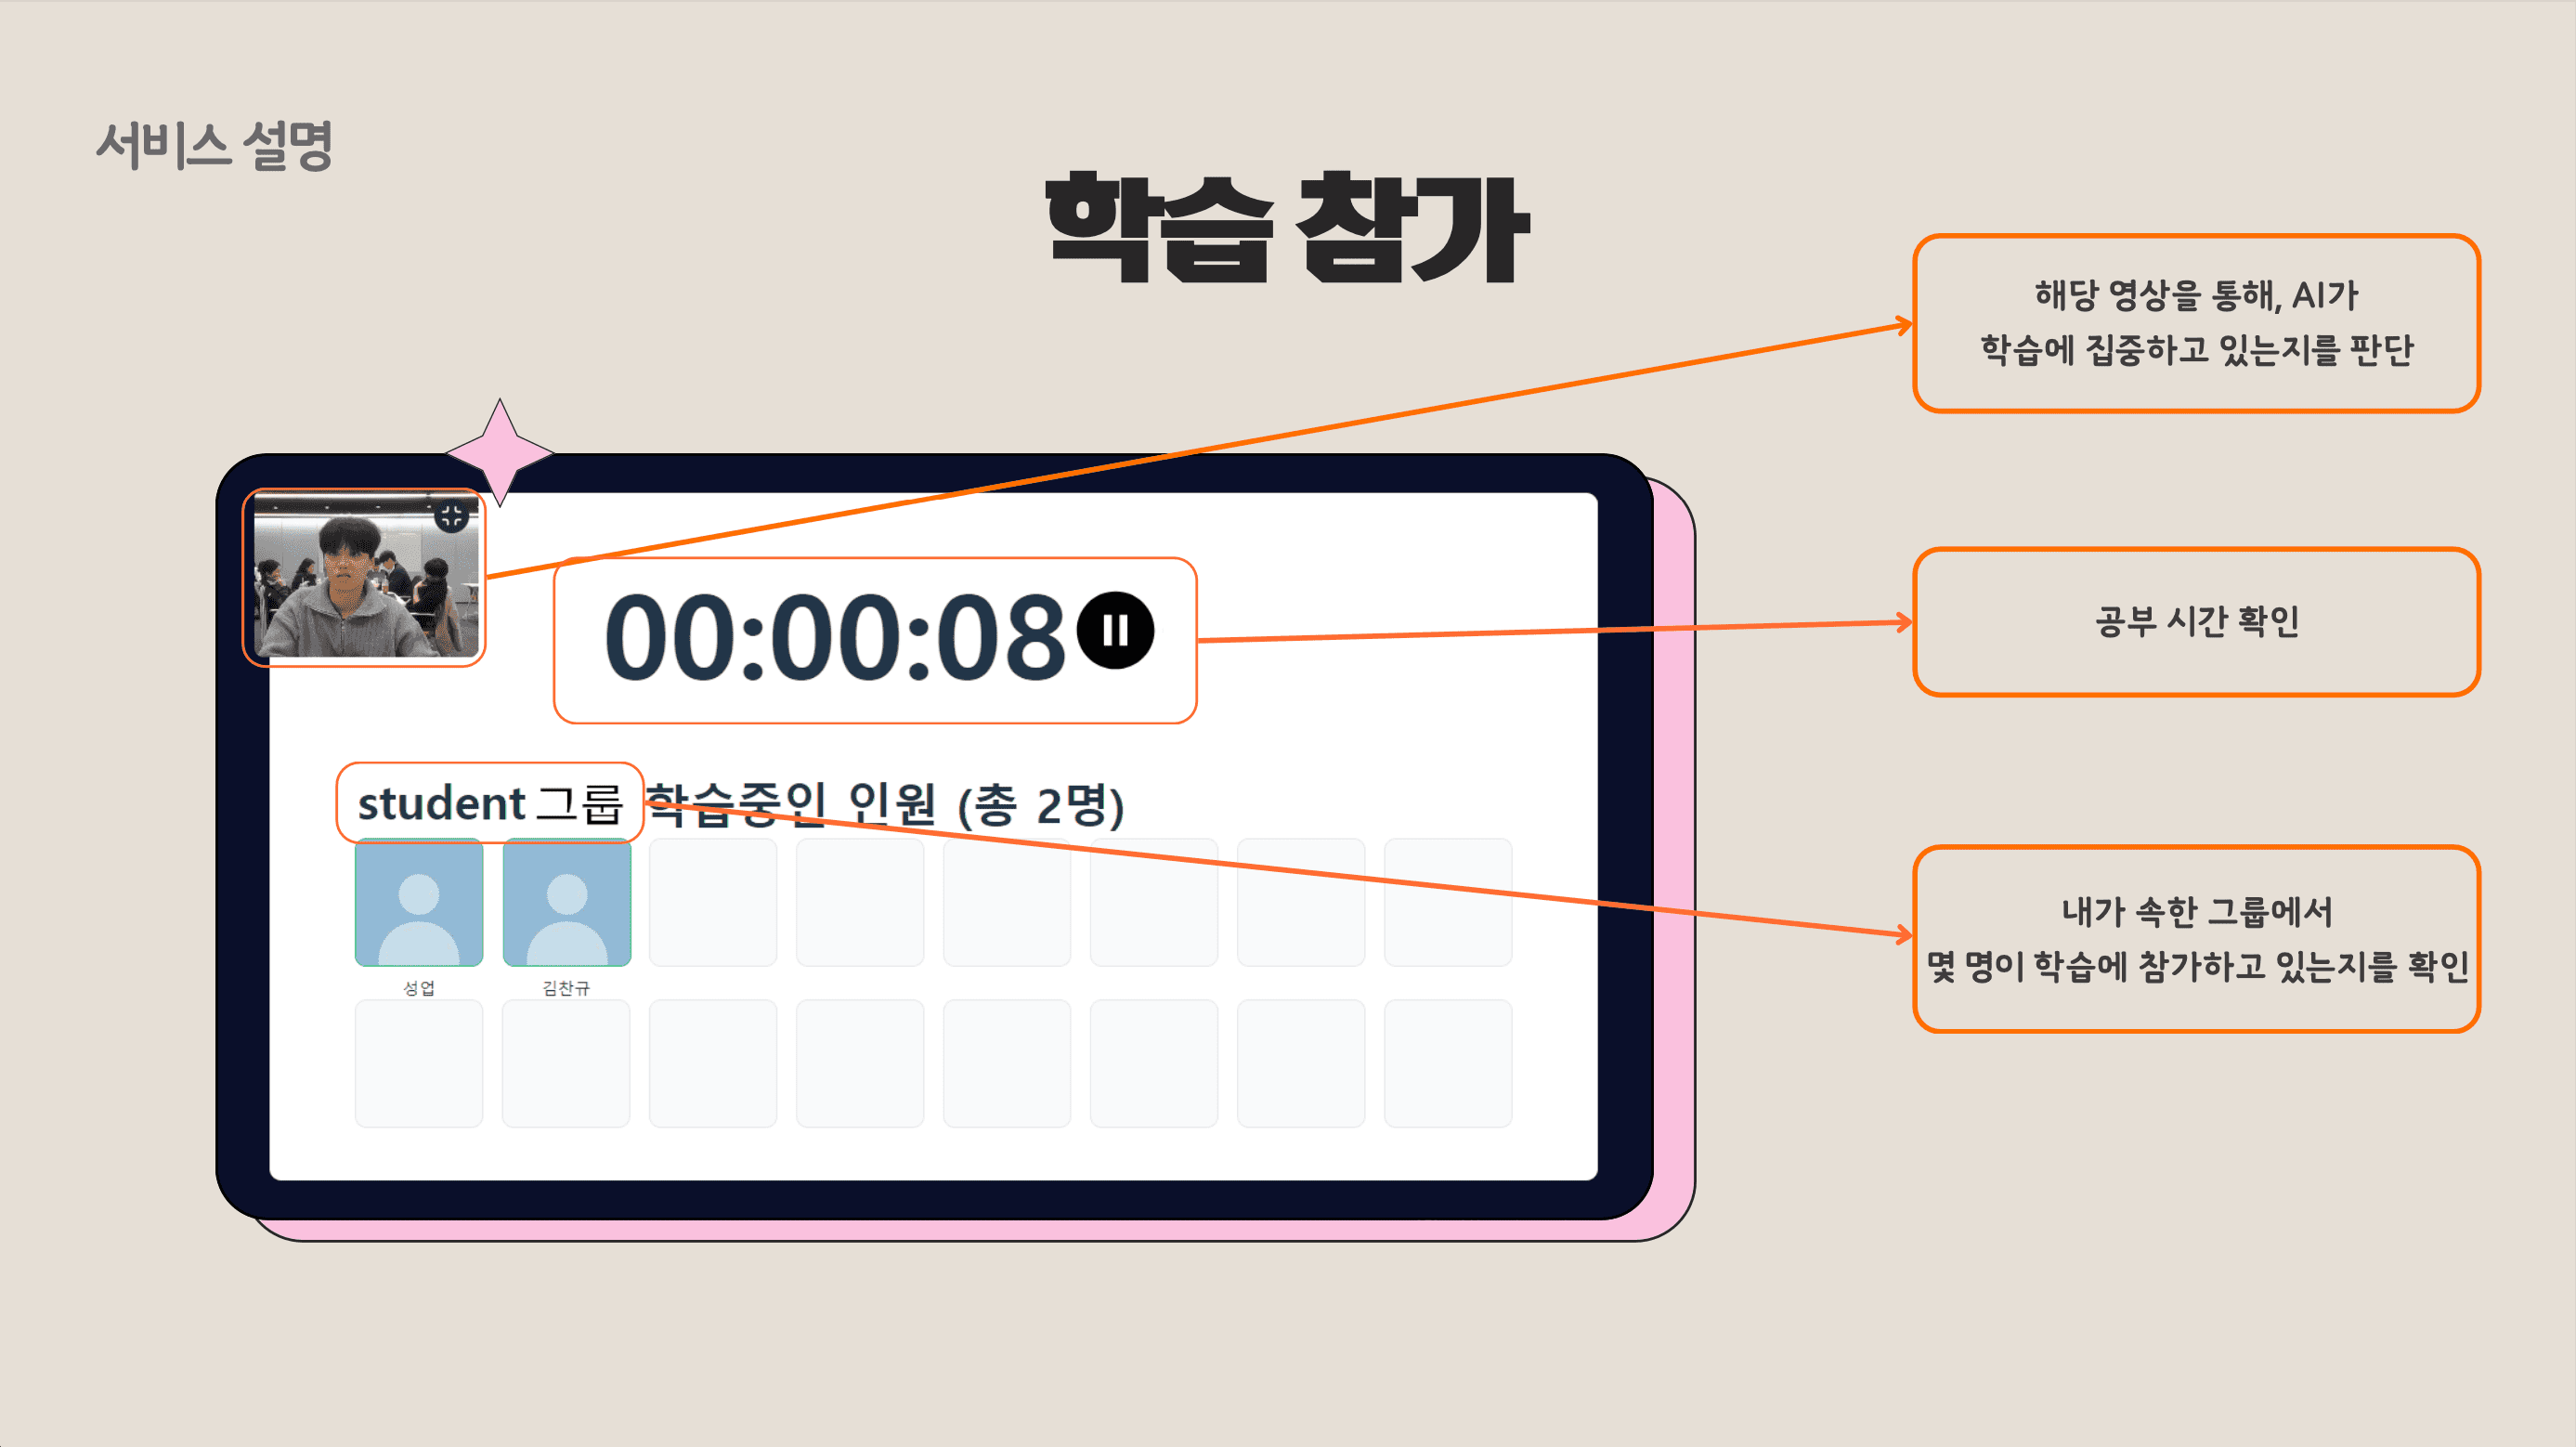 서비스 설명
학습 참가
해당 영상을 통해, AI가
학습에 집중하고 있는지를 판단
00:00:08
공부 시간 확인
student 그룹 학습중인 인원 (총 2명)
성업
김찬규
내가 속한 그룹에서
몇 명이 학습에 참가하고 있는지를 확인